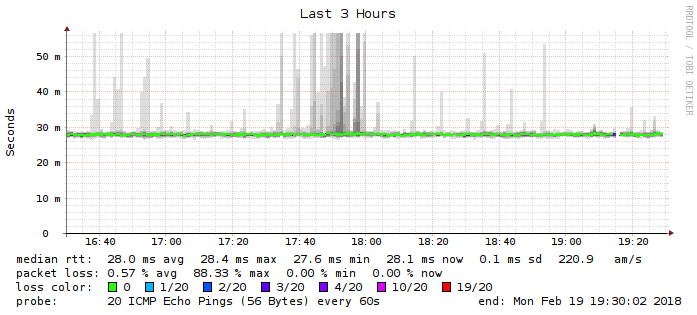 Last 3 Hours
RRDTOOL / TOBI OETIKER
Seconds
50 m
40 m
30 m
20 m
10 m
0
16:40 17:00 17:20 17:40 18:00 18:20 18:40 19:00 19:20
median rtt: 28.0 ms avg 28.4 ms max 27.6 ms min 28.1 ms now 0.1 ms sd 220.9 am/s
packet loss: 0.57 % avg 88.33 % max 0.00 % min 0.00 % now
loss color: 0 1/20 2/20 3/20 4/20 10/20 19/20
probe: 20 ICMP Echo Pings (56 Bytes) every 60s end: Mon Feb 19 19:30:02 2018